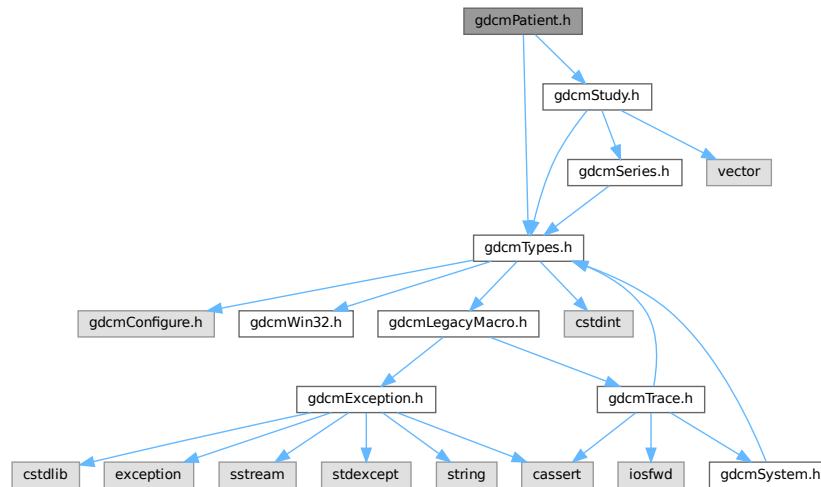 gdcmPatient.h
gdcmStudy.h
gdcmSeries.h
vector
gdcmTypes.h
gdcmConfigure.h
gdcmWin32.h
gdcmLegacyMacro.h
cstdint
gdcmException.h
gdcmTrace.h
cstdlib
exception
sstream
stdexcept
string
cassert
iosfwd
gdcmSystem.h